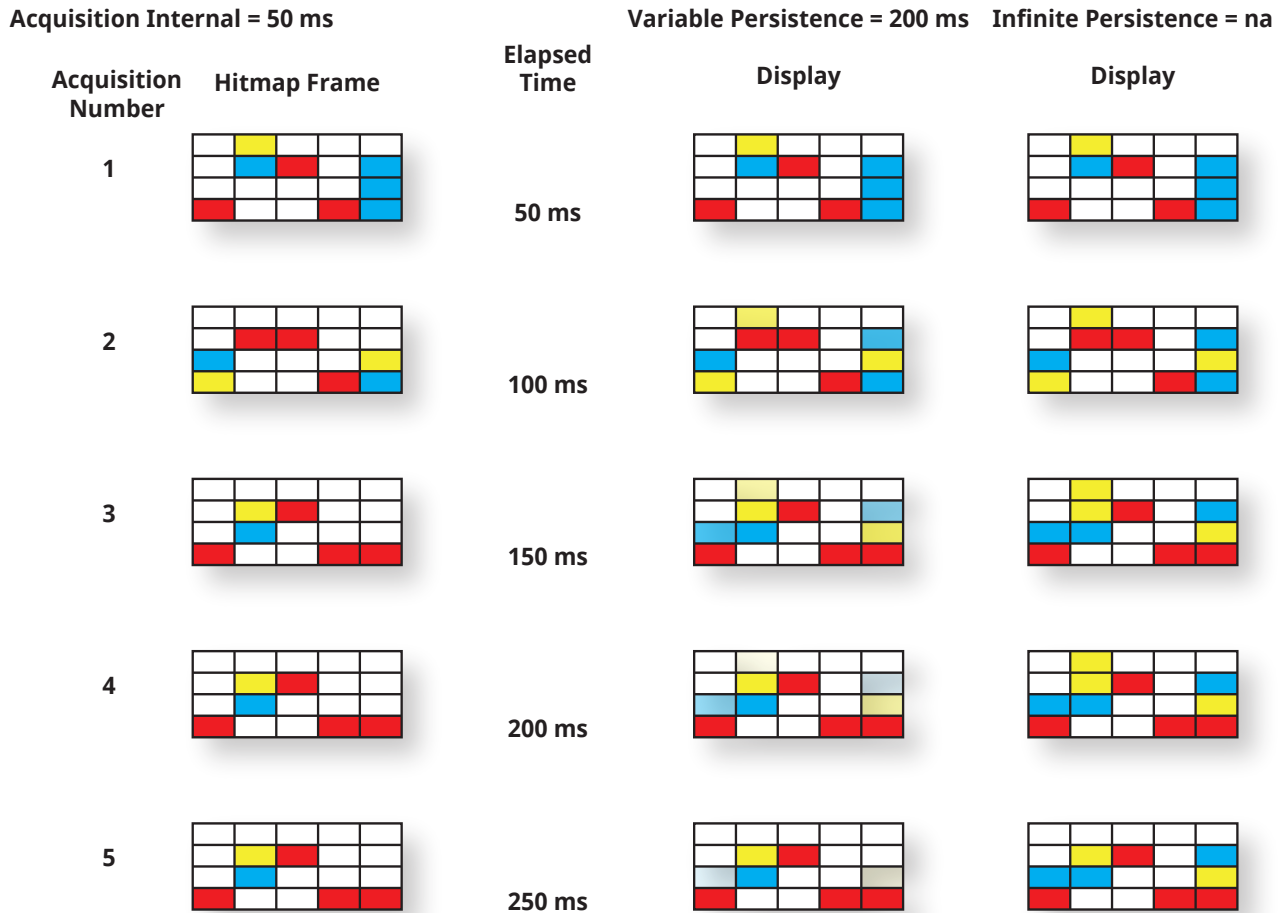 Acquisition Internal = 50 ms
Variable Persistence = 200 ms
Infinite Persistence = na
Acquisition
Number
Hitmap Frame
Elapsed
Time
Display
Display
1
50 ms
2
100 ms
3
150 ms
4
200 ms
5
250 ms